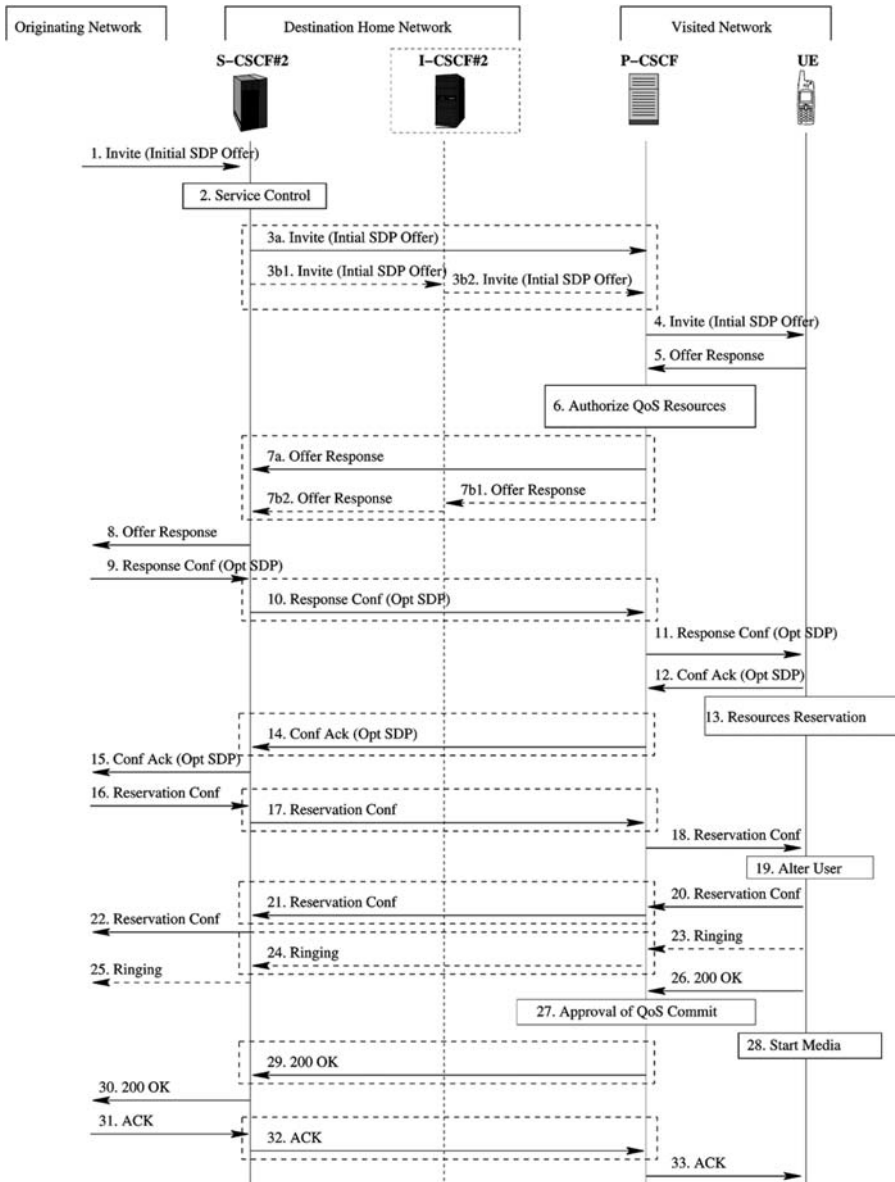 Originating Network
Destination Home Network
Visited Network
S-CSCF#2
I-CSCF#2
P-CSCF
UE
1. Invite (Initial SDP Offer)
2. Service Control
3a. Invite (Intial SDP Offer)
3b1. Invite (Intial SDP Offer)
3b2. Invite (Intial SDP Offer)
4. Invite (Intial SDP Offer)
5. Offer Response
6. Authorize QoS Resources
7a. Offer Response
7b1. Offer Response
7b2. Offer Response
8. Offer Response
9. Response Conf (Opt SDP)
10. Response Conf (Opt SDP)
11. Response Conf (Opt SDP)
12. Conf Ack (Opt SDP)
13. Resources Reservation
14. Conf Ack (Opt SDP)
15. Conf Ack (Opt SDP)
16. Reservation Conf
17. Reservation Conf
18. Reservation Conf
19. Alter User
20. Reservation Conf
21. Reservation Conf
22. Reservation Conf
23. Ringing
24. Ringing
25. Ringing
26. 200 OK
27. Approval of QoS Commit
28. Start Media
29. 200 OK
30. 200 OK
31. ACK
32. ACK
33. ACK